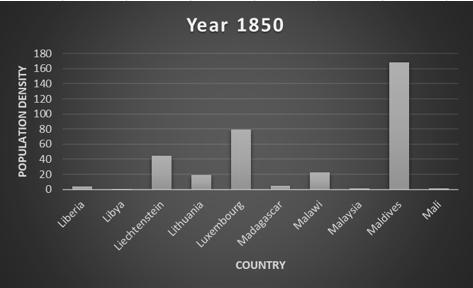 Year 1850
POPULATION DENSITY
180
160
140
120
100
80
60
40
20
0
Liberia
Libya
Liechtenstein
Lithuania
Luxembourg
Madagascar
Malawi
Malaysia
Maldives
Mali
COUNTRY